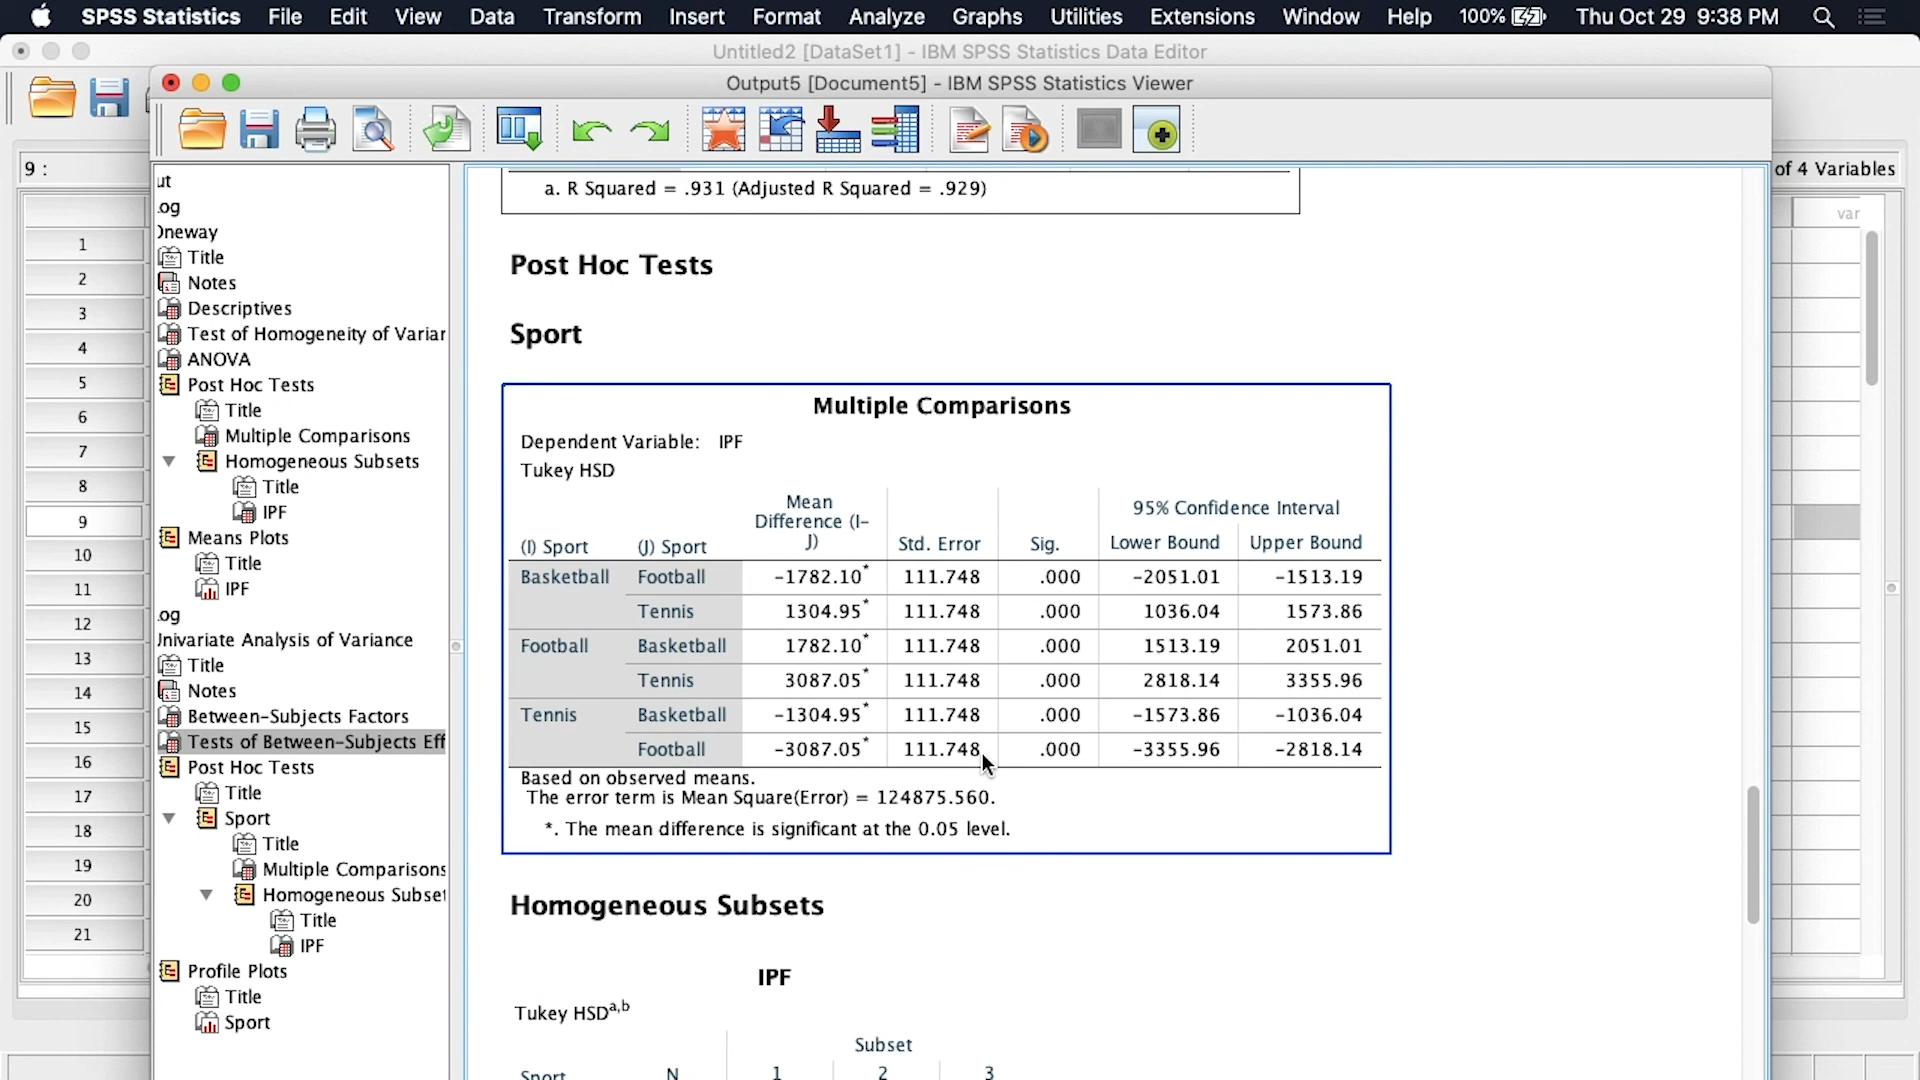 SPSS Statistics File Edit View Data Transform Insert Format Analyze Graphs Utilities Extensions Window Help 100% Thu Oct 29 9:38 PM
Untitled2 [DataSet1] - IBM SPSS Statistics Data Editor
Output5 [Document5] - IBM SPSS Statistics Viewer
9 :
of 4 Variables
var
1
2
3
4
5
6
7
8
9
10
11
12
13
14
15
16
17
18
19
20
21
ut
.og
Oneway
Title
Notes
Descriptives
Test of Homogeneity of Varian
ANOVA
Post Hoc Tests
Title
Multiple Comparisons
Homogeneous Subsets
Title
IPF
Means Plots
Title
IPF
.og
Univariate Analysis of Variance
Title
Notes
Between-Subjects Factors
Tests of Between-Subjects Eff
Post Hoc Tests
Title
Sport
Title
Multiple Comparisons
Homogeneous Subset
Title
IPF
Profile Plots
Title
Sport
a. R Squared = .931 (Adjusted R Squared = .929)
Post Hoc Tests
Sport
Multiple Comparisons
Dependent Variable: IPF
Tukey HSD
(I) Sport (J) Sport Mean Difference (I-J) Std. Error Sig. 95% Confidence Interval
Lower Bound Upper Bound
Basketball Football -1782.10* 111.748 .000 -2051.01 -1513.19
Tennis 1304.95* 111.748 .000 1036.04 1573.86
Football Basketball 1782.10* 111.748 .000 1513.19 2051.01
Tennis 3087.05* 111.748 .000 2818.14 3355.96
Tennis Basketball -1304.95* 111.748 .000 -1573.86 -1036.04
Football -3087.05* 111.748 .000 -3355.96 -2818.14
Based on observed means.
The error term is Mean Square(Error) = 124875.560.
*. The mean difference is significant at the 0.05 level.
Homogeneous Subsets
IPF
Tukey HSDa,b
Subset
Sport N 1 2 3